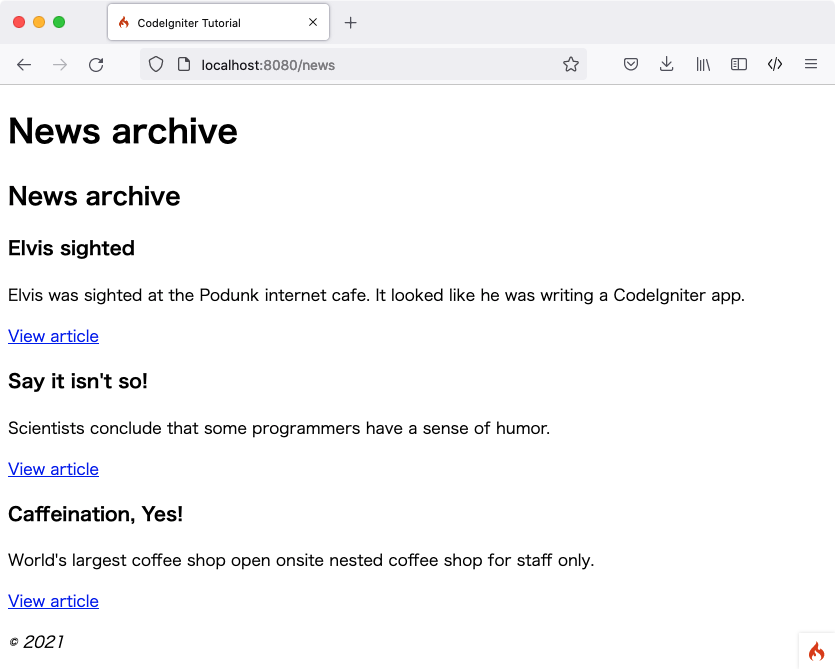 CodeIgniter Tutorial
localhost:8080/news
News archive
News archive
Elvis sighted
Elvis was sighted at the Podunk internet cafe. It looked like he was writing a CodeIgniter app.
View article
Say it isn't so!
Scientists conclude that some programmers have a sense of humor.
View article
Caffeination, Yes!
World's largest coffee shop open onsite nested coffee shop for staff only.
View article
© 2021